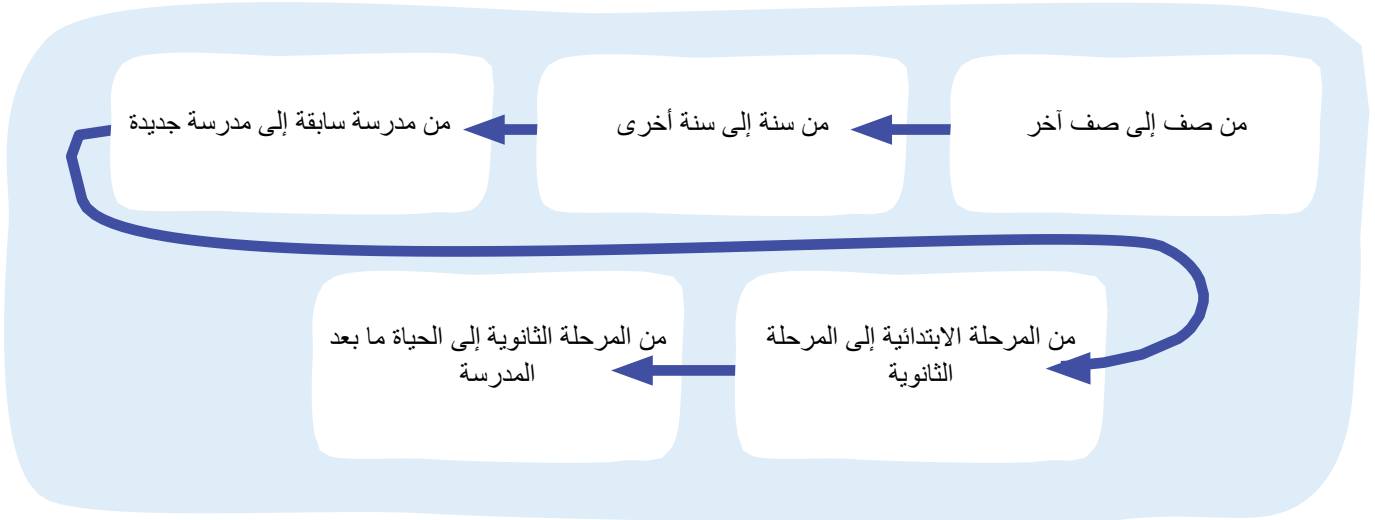 من صف إلى صف آخر
من سنة إلى سنة أخرى
من مدرسة سابقة إلى مدرسة جديدة
من المرحلة الابتدائية إلى المرحلة
الثانوية
من المرحلة الثانوية إلى الحياة ما بعد
المدرسة